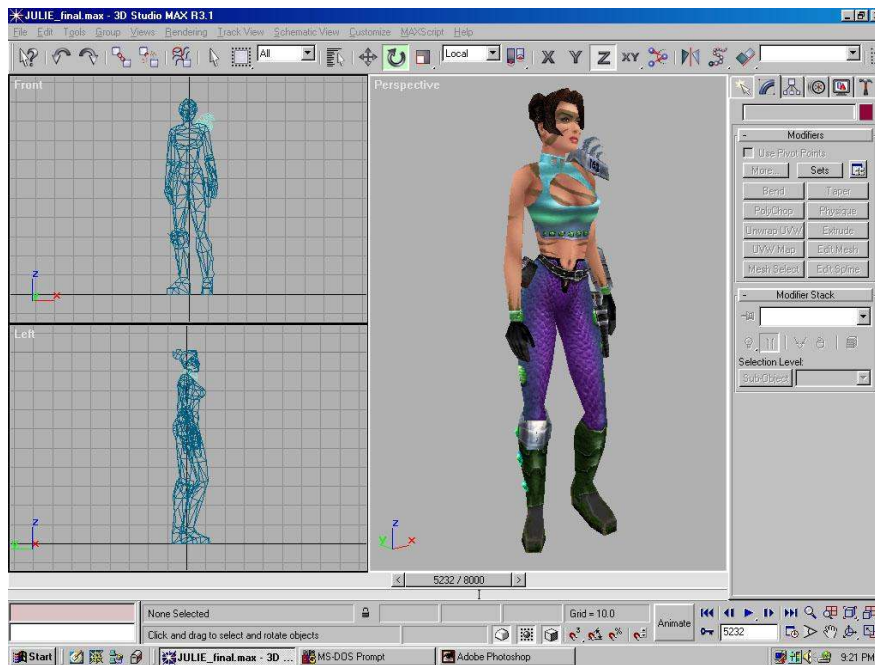 JULIE_final.max - 3D Studio MAX R3.1
File Edit Tools Group Views Rendering Track View Schematic View Customize MAXScript Help
All
Local
X Y Z XY
Front
Perspective
Left
z
x
z
x
z
y x
Modifiers
Use Pivot Points
More... Sets
Bend Taper
PolyChop Physique
Unwrap UVW Extrude
UVW Map Edit Mesh
Mesh Select Edit Spline
Modifier Stack
Selection Level:
Sub-Object
< 5232 / 8000 >
None Selected
Grid = 10.0
Animate
Click and drag to select and rotate objects
5232
Start
JULIE_final.max - 3D ...
MS-DOS Prompt
Adobe Photoshop
9:21 PM